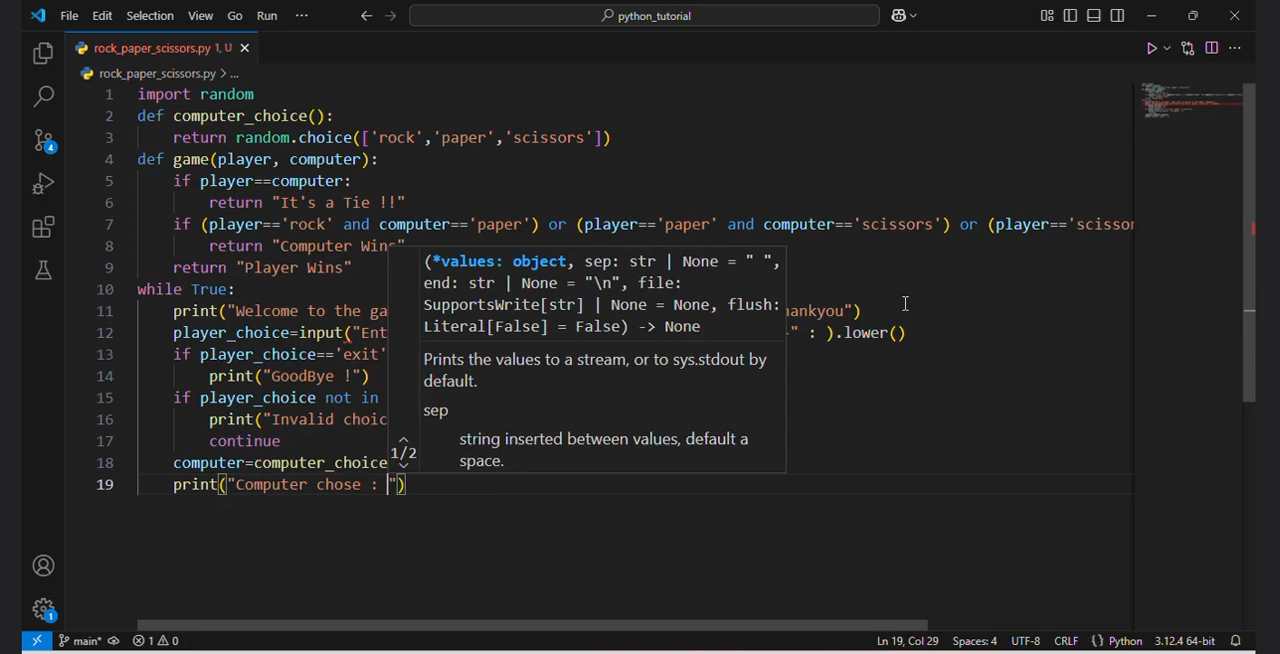 File Edit Selection View Go Run ··· python_tutorial
rock_paper_scissors.py 1, U
rock_paper_scissors.py > ...
1 import random
2 def computer_choice():
3 return random.choice(['rock','paper','scissors'])
4 def game(player, computer):
5 if player==computer:
6 return "It's a Tie !!"
7 if (player=='rock' and computer=='paper') or (player=='paper' and computer=='scissors') or (player=='scissor
8 return "Computer Wins"
9 return "Player Wins"
10 while True:
11 print("Welcome to the ga hankyou")
12 player_choice=input("Ent " : ).lower()
13 if player_choice=='exit'
14 print("GoodBye !")
15 if player_choice not in
16 print("Invalid choic
17 continue
18 computer=computer_choice
19 print("Computer chose : ")
(*values: object, sep: str | None = " ",
end: str | None = "\n", file:
SupportsWrite[str] | None = None, flush:
Literal[False] = False) -> None
Prints the values to a stream, or to sys.stdout by
default.
sep
string inserted between values, default a
space.
1/2
4
1
main* 1 0 Ln 19, Col 29 Spaces: 4 UTF-8 CRLF {} Python 3.12.4 64-bit